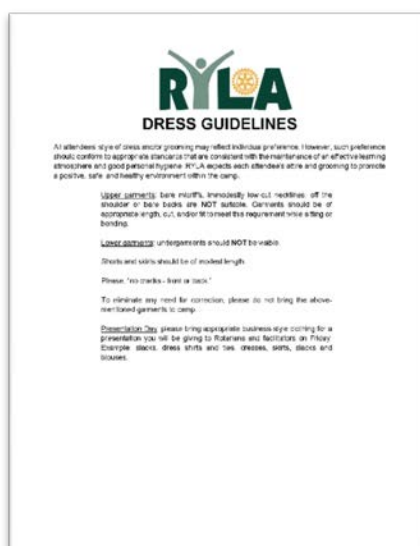 RYLA
DRESS GUIDELINES
All attendees style of dress and/or grooming may reflect individual preference. However, such preference
should conform to appropriate standards that are consistent with the maintenance of an effective learning
atmosphere and good personal hygiene. RYLA expects each attendee's attire and grooming to promote
a positive, safe and healthy environment within the camp.
Upper garments: bare midriffs, immodestly low-cut necklines, off the
shoulder or bare backs are NOT suitable. Garments should be of
appropriate length, cut, and/or fit to meet this requirement while sitting or
bending.
Lower garments: undergarments should NOT be visible.
Shorts and skirts should be of modest length.
Please, "no cracks - front or back."
To eliminate any need for correction, please do not bring the above-
mentioned garments to camp.
Presentation Day: please bring appropriate business style clothing for a
presentation you will be giving to Rotarians and facilitators on Friday.
Example: slacks, dress shirts and ties, dresses, skirts, slacks and
blouses.